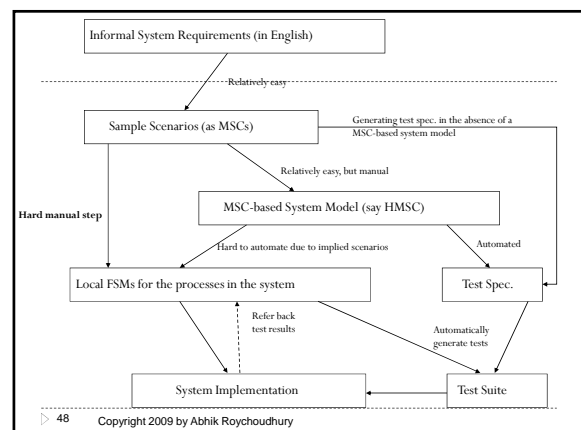 Informal System Requirements (in English)
Relatively easy
Sample Scenarios (as MSCs)
Generating test spec. in the absence of a
MSC-based system model
Relatively easy, but manual
Hard manual step
MSC-based System Model (say HMSC)
Hard to automate due to implied scenarios
Automated
Local FSMs for the processes in the system
Test Spec.
Refer back
test results
Automatically
generate tests
System Implementation
Test Suite
48
Copyright 2009 by Abhik Roychoudhury